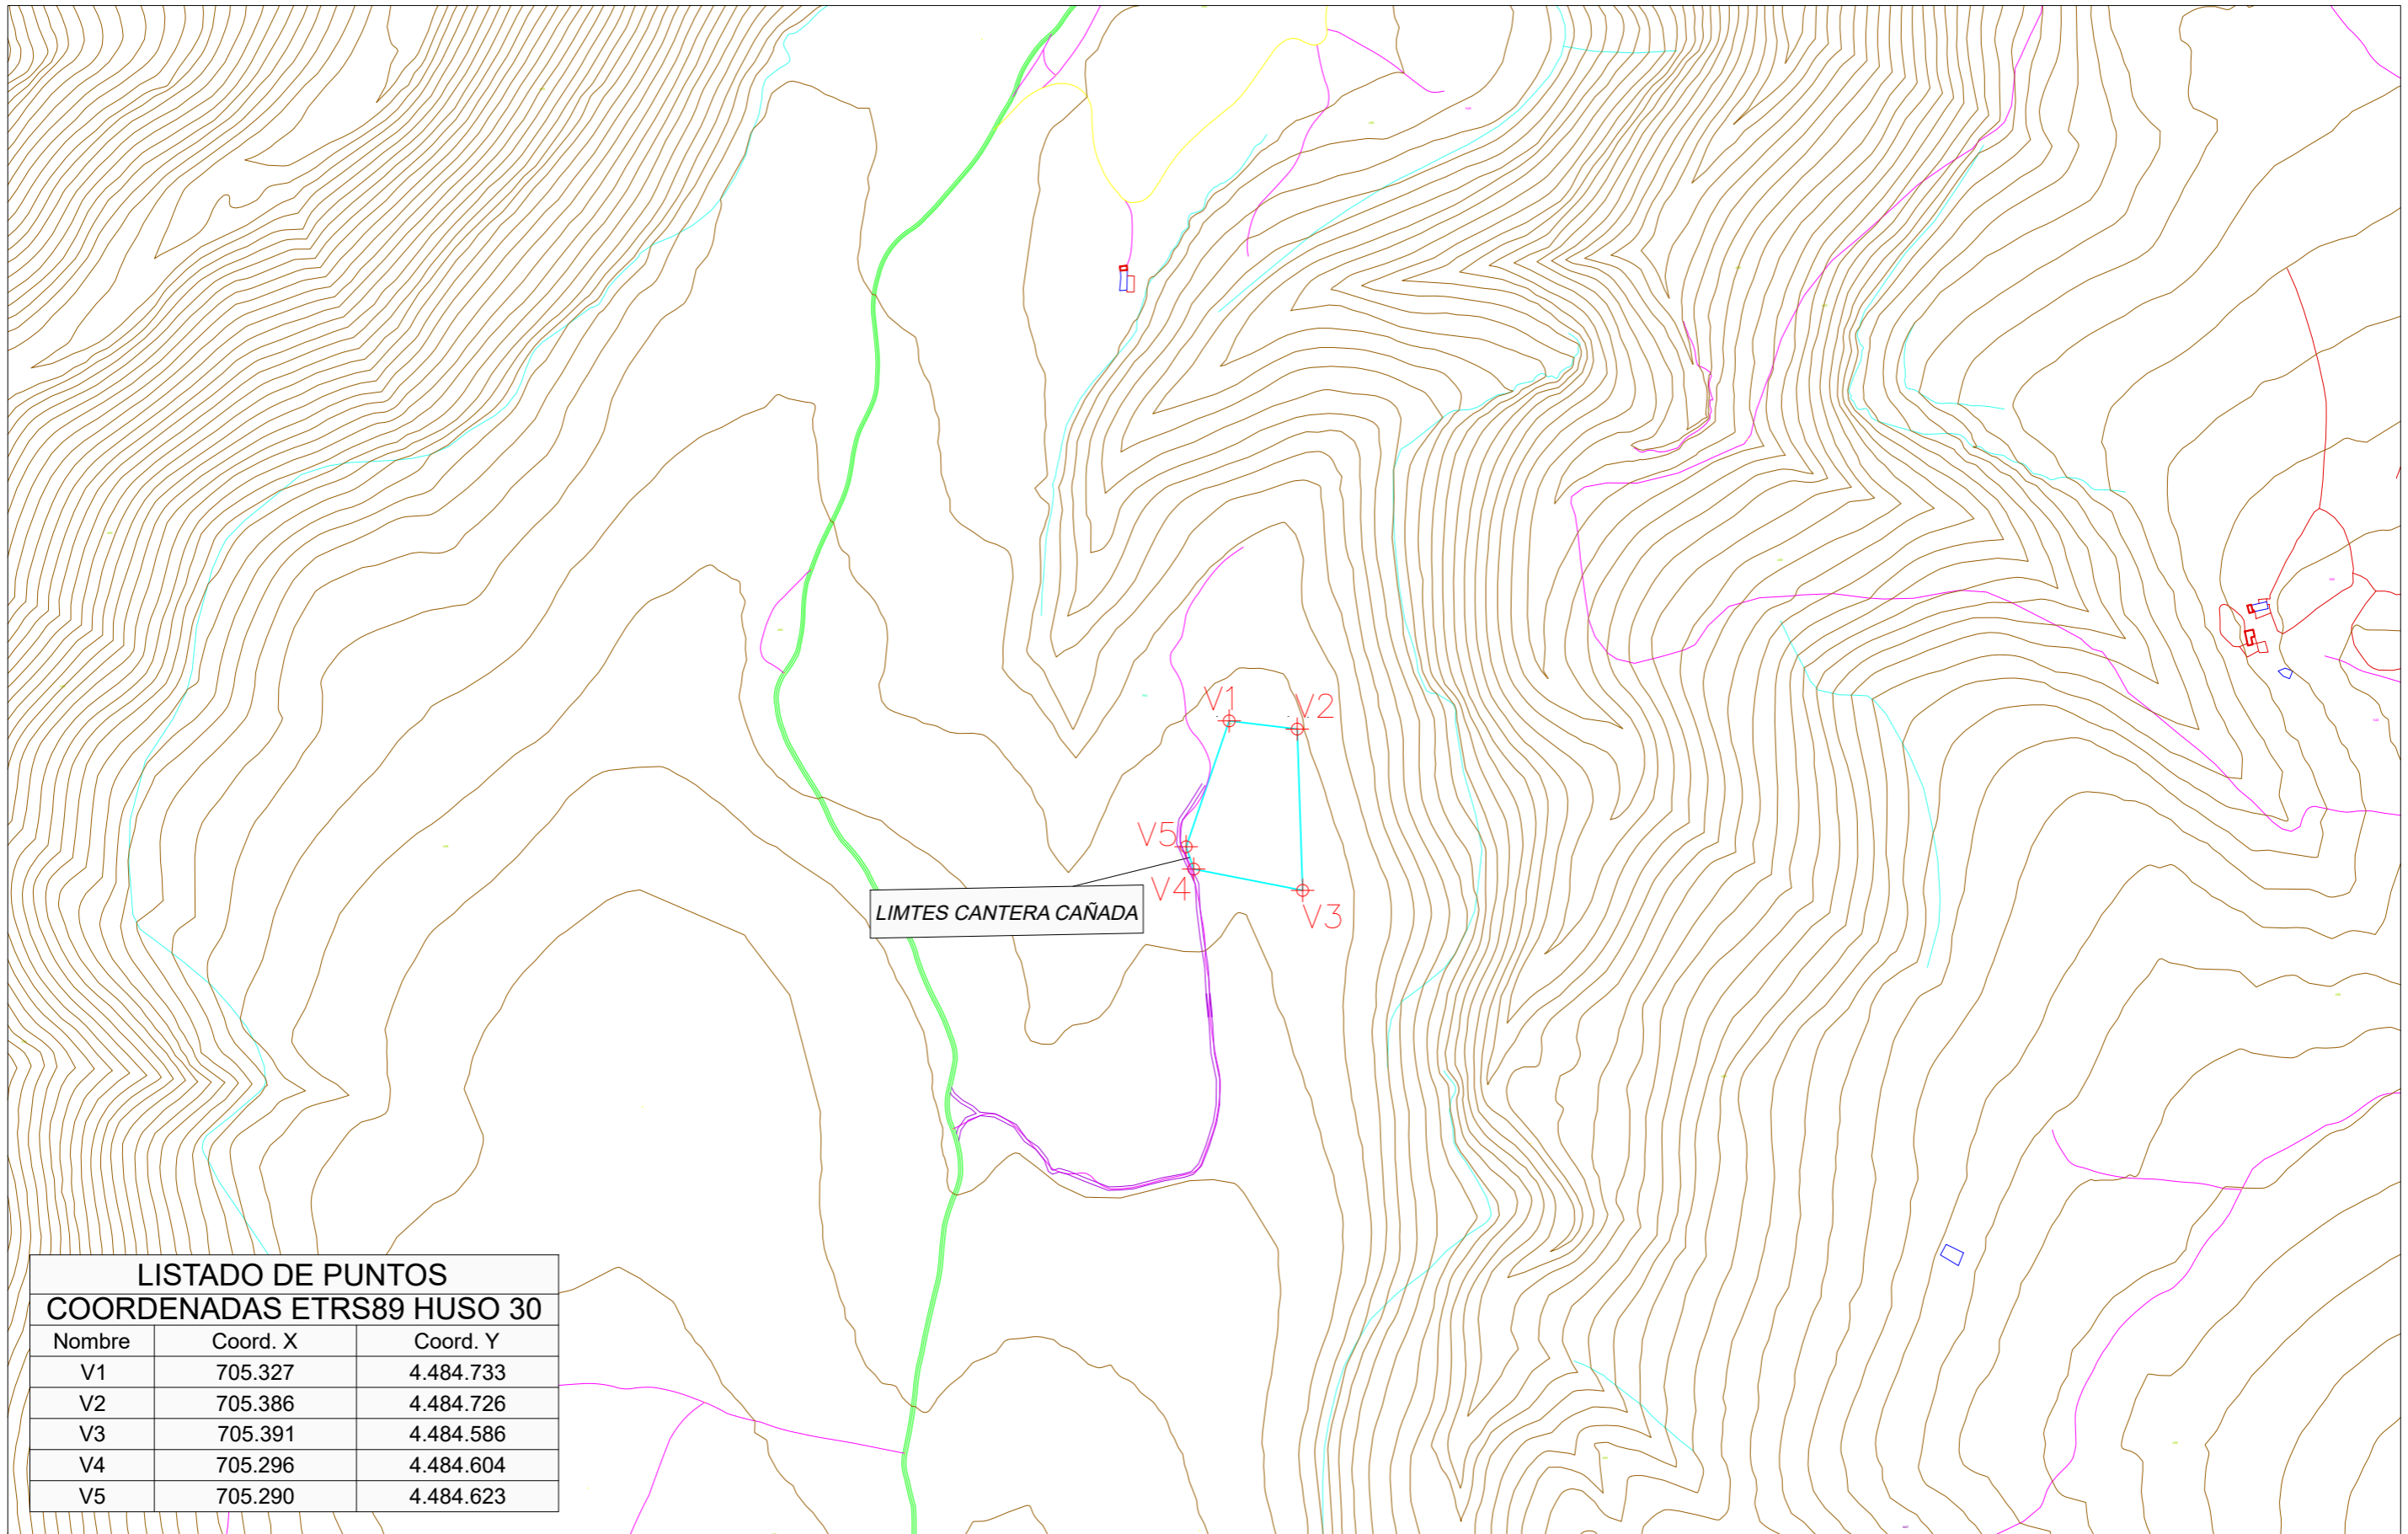 V1
V2
V5
V4
V3
LIMTES CANTERA CAÑADA
LISTADO DE PUNTOS
COORDENADAS ETRS89 HUSO 30
Nombre Coord. X Coord. Y
V1 705.327 4.484.733
V2 705.386 4.484.726
V3 705.391 4.484.586
V4 705.296 4.484.604
V5 705.290 4.484.623